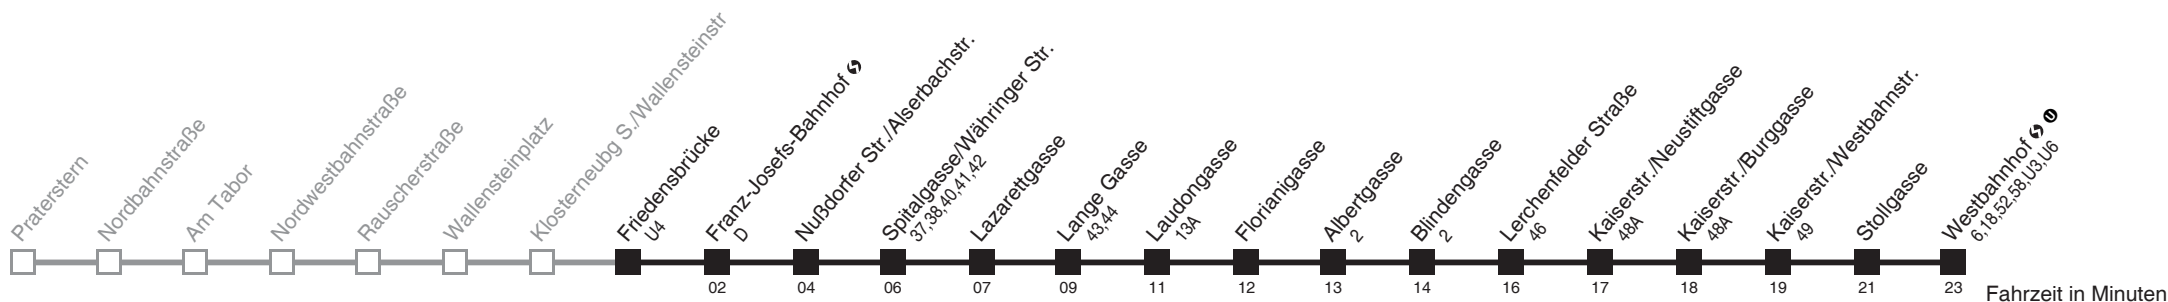 Praterstern
Nordbahnstraße
Am Tabor
Nordwestbahnstraße
Rauscherstraße
Wallensteinplatz
Klosterneubg S./Wallensteinstr
Friedensbrücke
U4
Franz-Josefs-Bahnhof
D
Nußdorfer Str./Alserbachstr.
Spitalgasse/Währinger Str.
37,38,40,41,42
Lazarettgasse
Lange Gasse
43,44
Laudongasse
13A
Florianigasse
Albertgasse
2
Blindengasse
2
Lerchenfelder Straße
46
Kaiserstr./Neustiftgasse
48A
Kaiserstr./Burggasse
48A
Kaiserstr./Westbahnstr.
49
Stollgasse
Westbahnhof S U
6,18,52,58,U3,U6
02 04 06 07 09 11 12 13 14 16 17 18 19 21 23 Fahrzeit in Minuten